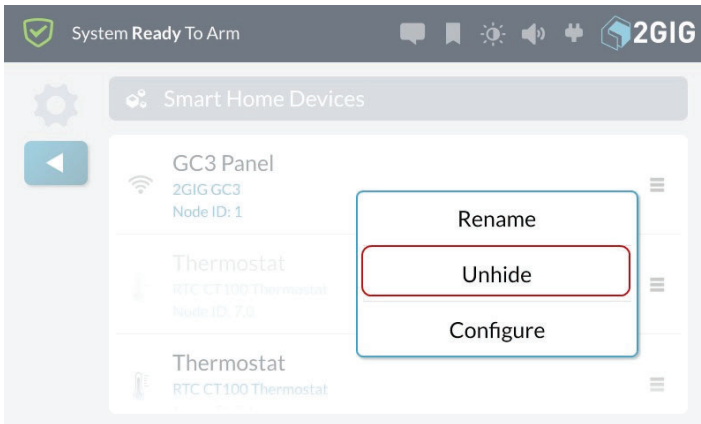 System Ready To Arm
2GIG
Smart Home Devices
GC3 Panel
2GIG GC3
Node ID: 1
Rename
Thermostat
RTC CT100 Thermostat
Node ID: 7.0
Unhide
Configure
Thermostat
RTC CT100 Thermostat